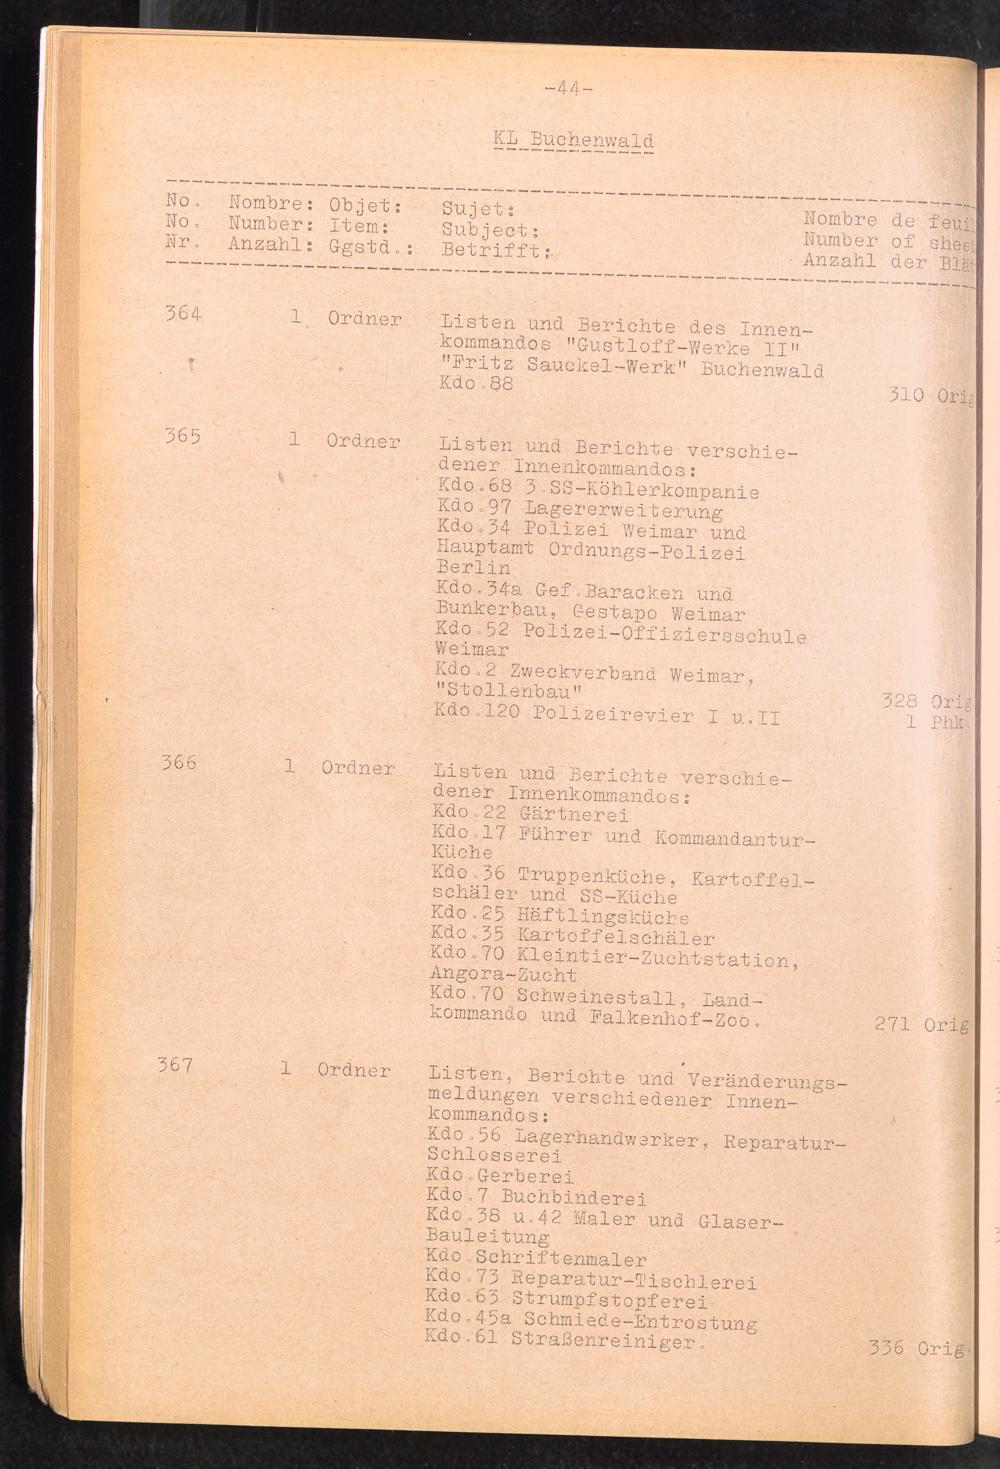 -44-
KL Buchenwald
No. Nombre: Objet: Sujet: Nombre de feuil
No. Number: Item: Subject: Number of shee
Nr. Anzahl: Ggstd.: Betrifft: Anzahl der Blä
364 1 Ordner Listen und Berichte des Innen-
kommandos "Gustloff-Werke II"
"Fritz Sauckel-Werk" Buchenwald
Kdo.88 310 Orig
365 1 Ordner Listen und Berichte verschie-
dener Innenkommandos:
Kdo.68 3.SS-Köhlerkompanie
Kdo.97 Lagererweiterung
Kdo.34 Polizei Weimar und
Hauptamt Ordnungs-Polizei
Berlin
Kdo.34a Gef.Baracken und
Bunkerbau, Gestapo Weimar
Kdo.52 Polizei-Offiziersschule
Weimar
Kdo.2 Zweckverband Weimar,
"Stollenbau" 328 Orig
Kdo.120 Polizeirevier I u.II 1 Phk
366 1 Ordner Listen und Berichte verschie-
dener Innenkommandos:
Kdo.22 Gärtnerei
Kdo.17 Führer und Kommandantur-
Küche
Kdo.36 Truppenküche, Kartoffel-
schäler und SS-Küche
Kdo.25 Häftlingsküche
Kdo.35 Kartoffelschäler
Kdo.70 Kleintier-Zuchtstation,
Angora-Zucht
Kdo.70 Schweinestall, Land-
kommando und Falkenhof-Zoo. 271 Orig
367 1 Ordner Listen, Berichte und Veränderungs-
meldungen verschiedener Innen-
kommandos:
Kdo.56 Lagerhandwerker, Reparatur-
Schlosserei
Kdo.Gerberei
Kdo.7 Buchbinderei
Kdo.38 u.42 Maler und Glaser-
Bauleitung
Kdo.Schriftenmaler
Kdo.73 Reparatur-Tischlerei
Kdo.63 Strumpfstopferei
Kdo.45a Schmiede-Entrostung
Kdo.61 Straßenreiniger. 336 Orig